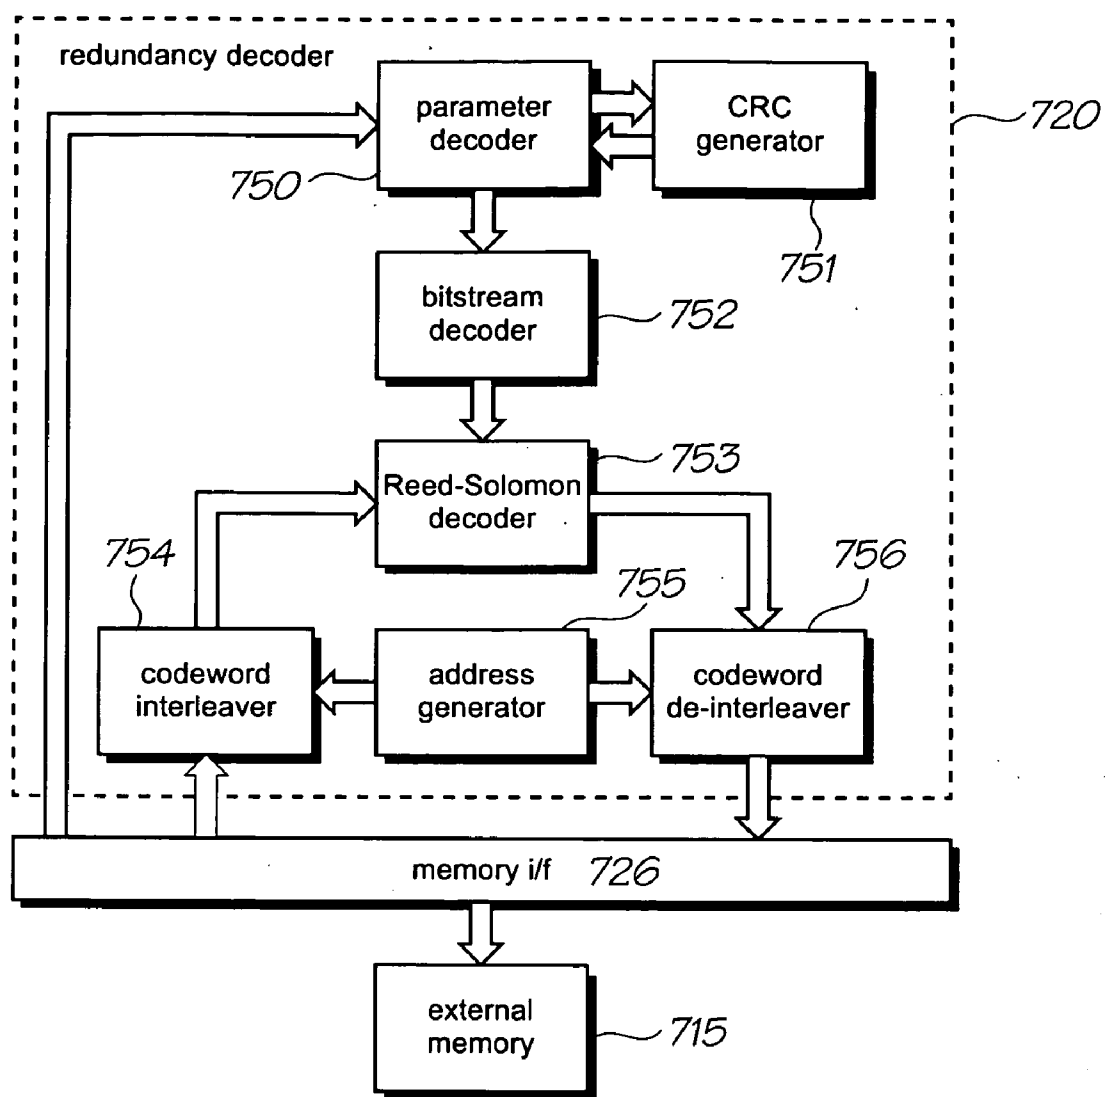 redundancy decoder
parameter
decoder
CRC
generator
720
750
751
bitstream
decoder
752
Reed-Solomon
decoder
753
754
755
756
codeword
interleaver
address
generator
codeword
de-interleaver
memory i/f 726
external
memory
715